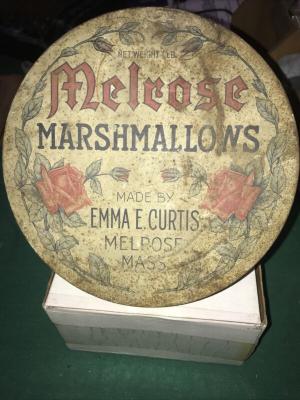 NET WEIGHT 1 LB.
Melrose
MARSHMALLOWS
MADE BY
EMMA E. CURTIS
MELROSE
MASS.